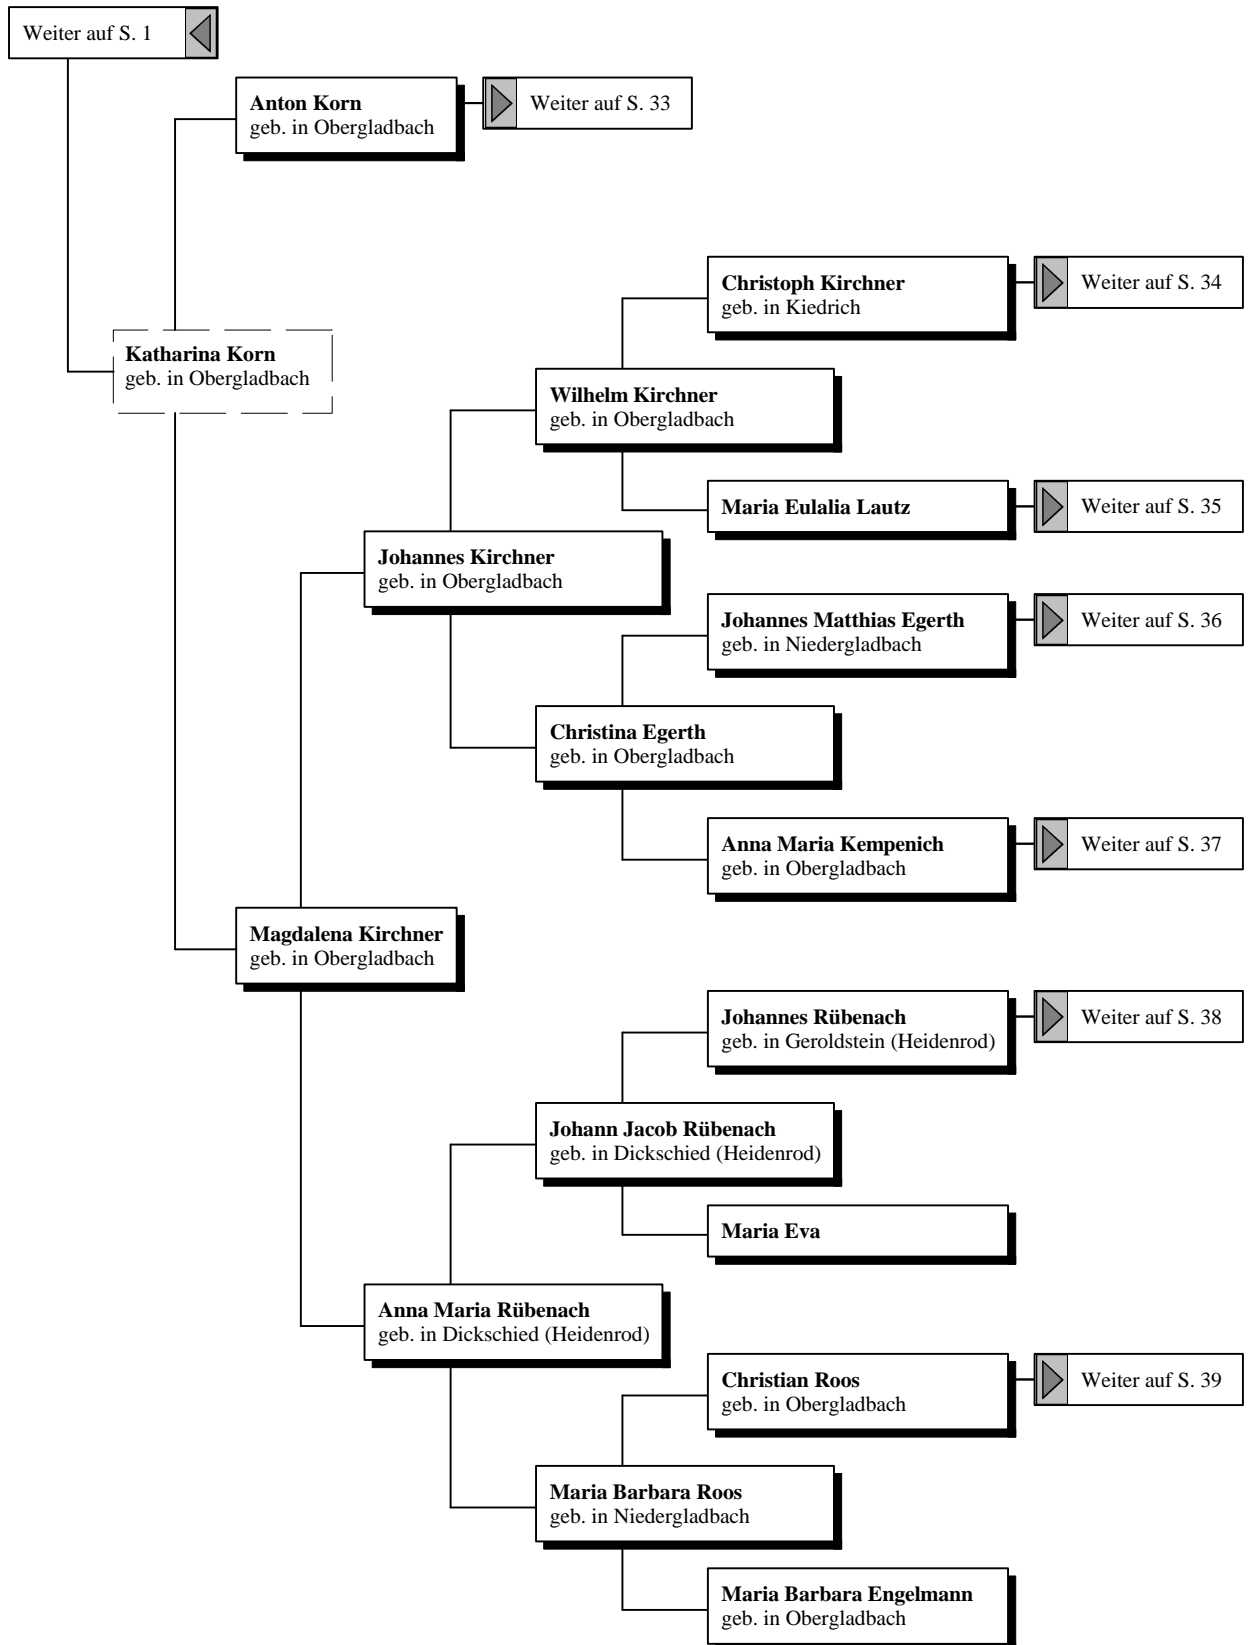 Weiter auf S. 1
Anton Korn
geb. in Obergladbach
Weiter auf S. 33
Christoph Kirchner
geb. in Kiedrich
Weiter auf S. 34
Katharina Korn
geb. in Obergladbach
Wilhelm Kirchner
geb. in Obergladbach
Maria Eulalia Lautz
Weiter auf S. 35
Johannes Kirchner
geb. in Obergladbach
Johannes Matthias Egerth
geb. in Niedergladbach
Weiter auf S. 36
Christina Egerth
geb. in Obergladbach
Anna Maria Kempenich
geb. in Obergladbach
Weiter auf S. 37
Magdalena Kirchner
geb. in Obergladbach
Johannes Rübenach
geb. in Geroldstein (Heidenrod)
Weiter auf S. 38
Johann Jacob Rübenach
geb. in Dickschied (Heidenrod)
Maria Eva
Anna Maria Rübenach
geb. in Dickschied (Heidenrod)
Christian Roos
geb. in Obergladbach
Weiter auf S. 39
Maria Barbara Roos
geb. in Niedergladbach
Maria Barbara Engelmann
geb. in Obergladbach